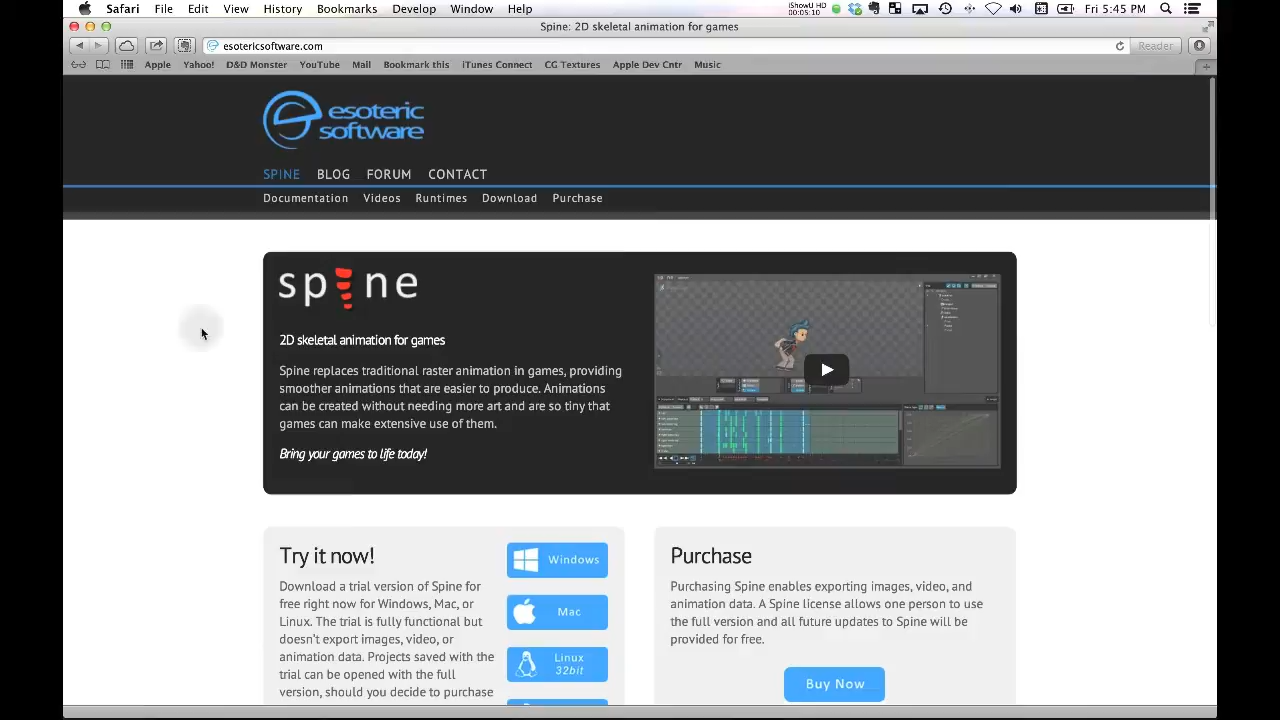 Safari File Edit View History Bookmarks Develop Window Help
iShowU HD
00:05:10
Fri 5:45 PM
Spine: 2D skeletal animation for games
esotericsoftware.com
Reader
Apple Yahoo! D&D Monster YouTube Mail Bookmark this iTunes Connect CG Textures Apple Dev Cntr Music
esoteric
software
SPINE BLOG FORUM CONTACT
Documentation Videos Runtimes Download Purchase
spine
2D skeletal animation for games
Spine replaces traditional raster animation in games, providing
smoother animations that are easier to produce. Animations
can be created without needing more art and are so tiny that
games can make extensive use of them.
Bring your games to life today!
Try it now!
Download a trial version of Spine for
free right now for Windows, Mac, or
Linux. The trial is fully functional but
doesn't export images, video, or
animation data. Projects saved with the
trial can be opened with the full
version, should you decide to purchase
Windows
Mac
Linux
32bit
Purchase
Purchasing Spine enables exporting images, video, and
animation data. A Spine license allows one person to use
the full version and all future updates to Spine will be
provided for free.
Buy Now